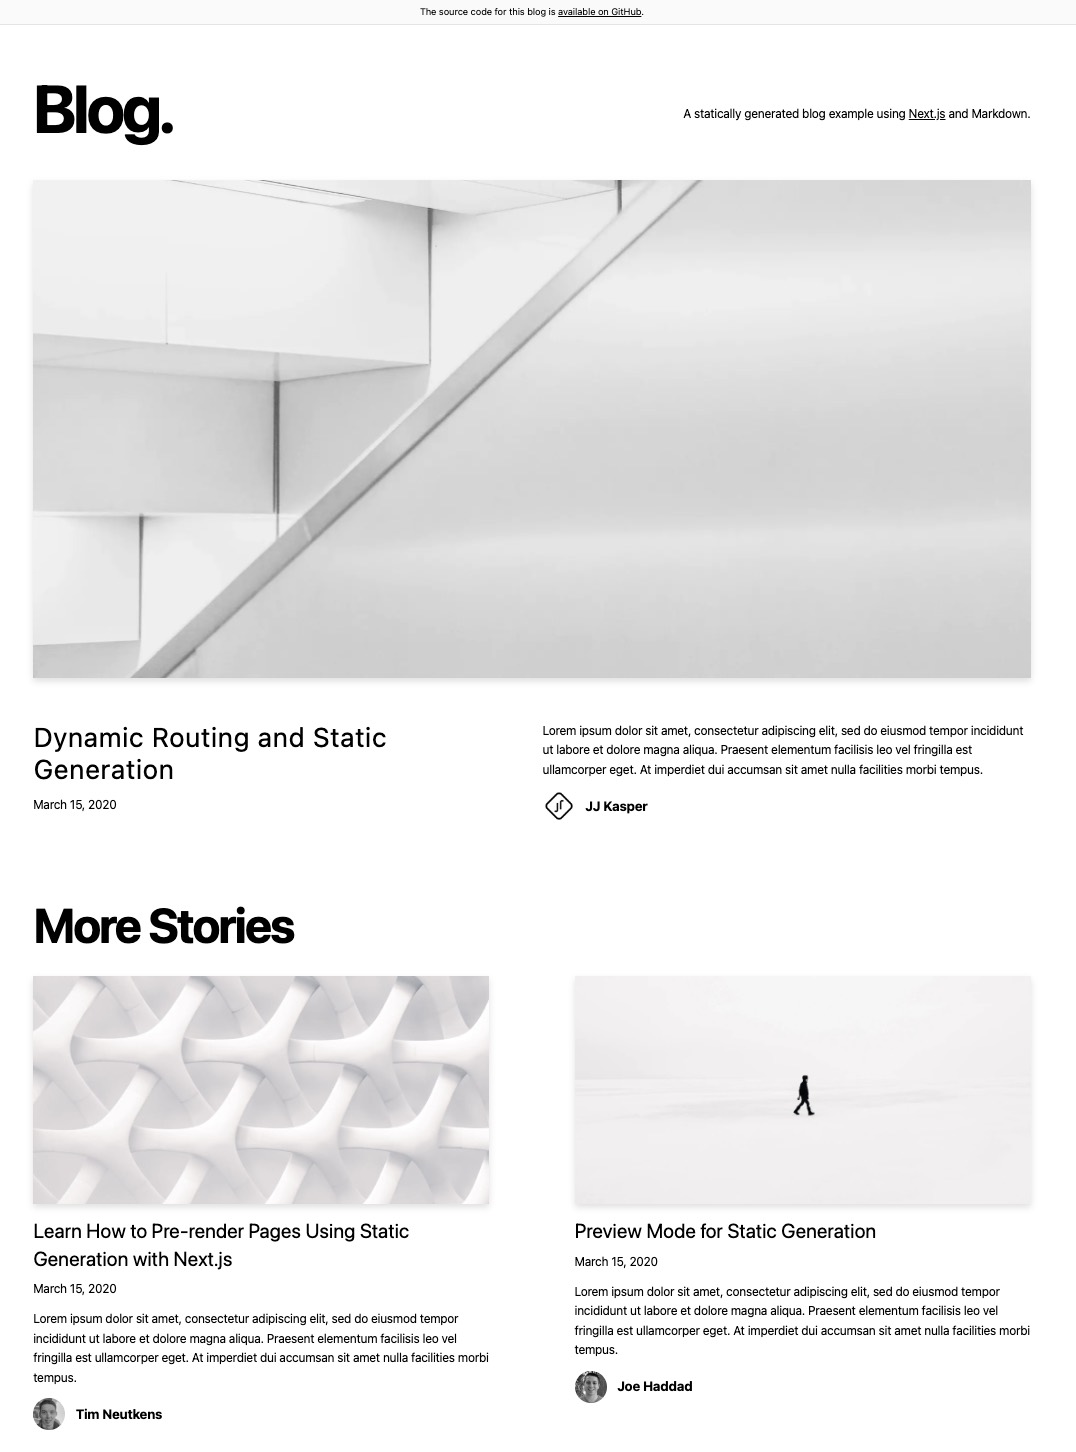 The source code for this blog is available on GitHub.
Blog.
A statically generated blog example using Next.js and Markdown.
Dynamic Routing and Static
Generation
March 15, 2020
Lorem ipsum dolor sit amet, consectetur adipiscing elit, sed do eiusmod tempor incididunt
ut labore et dolore magna aliqua. Praesent elementum facilisis leo vel fringilla est
ullamcorper eget. At imperdiet dui accumsan sit amet nulla facilities morbi tempus.
JJ Kasper
More Stories
Learn How to Pre-render Pages Using Static
Generation with Next.js
March 15, 2020
Lorem ipsum dolor sit amet, consectetur adipiscing elit, sed do eiusmod tempor
incididunt ut labore et dolore magna aliqua. Praesent elementum facilisis leo vel
fringilla est ullamcorper eget. At imperdiet dui accumsan sit amet nulla facilities morbi
tempus.
Tim Neutkens
Preview Mode for Static Generation
March 15, 2020
Lorem ipsum dolor sit amet, consectetur adipiscing elit, sed do eiusmod tempor
incididunt ut labore et dolore magna aliqua. Praesent elementum facilisis leo vel
fringilla est ullamcorper eget. At imperdiet dui accumsan sit amet nulla facilities morbi
tempus.
Joe Haddad